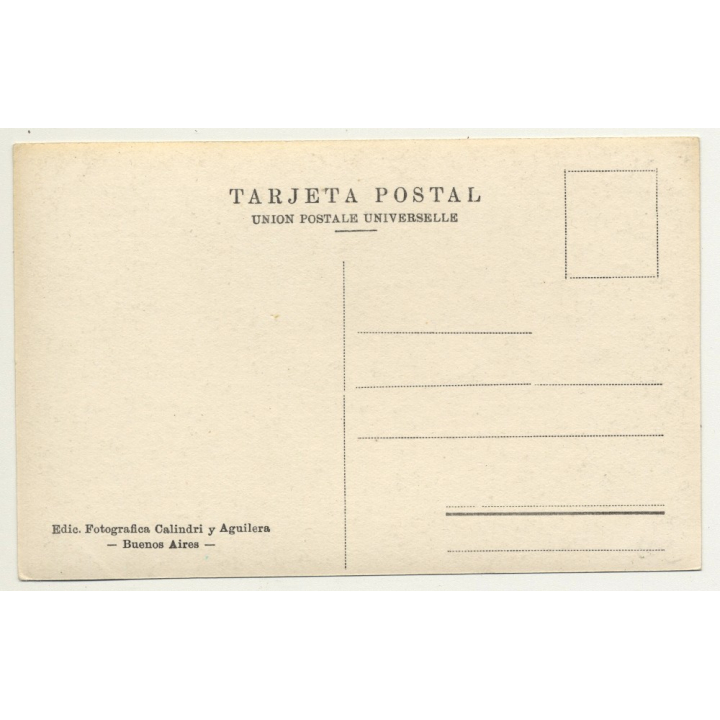 TARJETA POSTAL
UNION POSTALE UNIVERSELLE
Edic. Fotografica Calindri y Aguilera
— Buenos Aires —